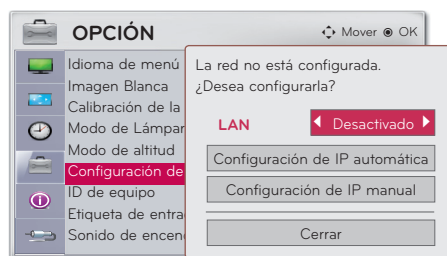 OPCIÓN
Mover OK
Idioma de menú
Imagen Blanca
Calibración de la
Modo de Lámpar
Modo de altitud
Configuración de
ID de equipo
Etiqueta de entra
Sonido de encen
La red no está configurada.
¿Desea configurarla?
LAN Desactivado
Configuración de IP automática
Configuración de IP manual
Cerrar